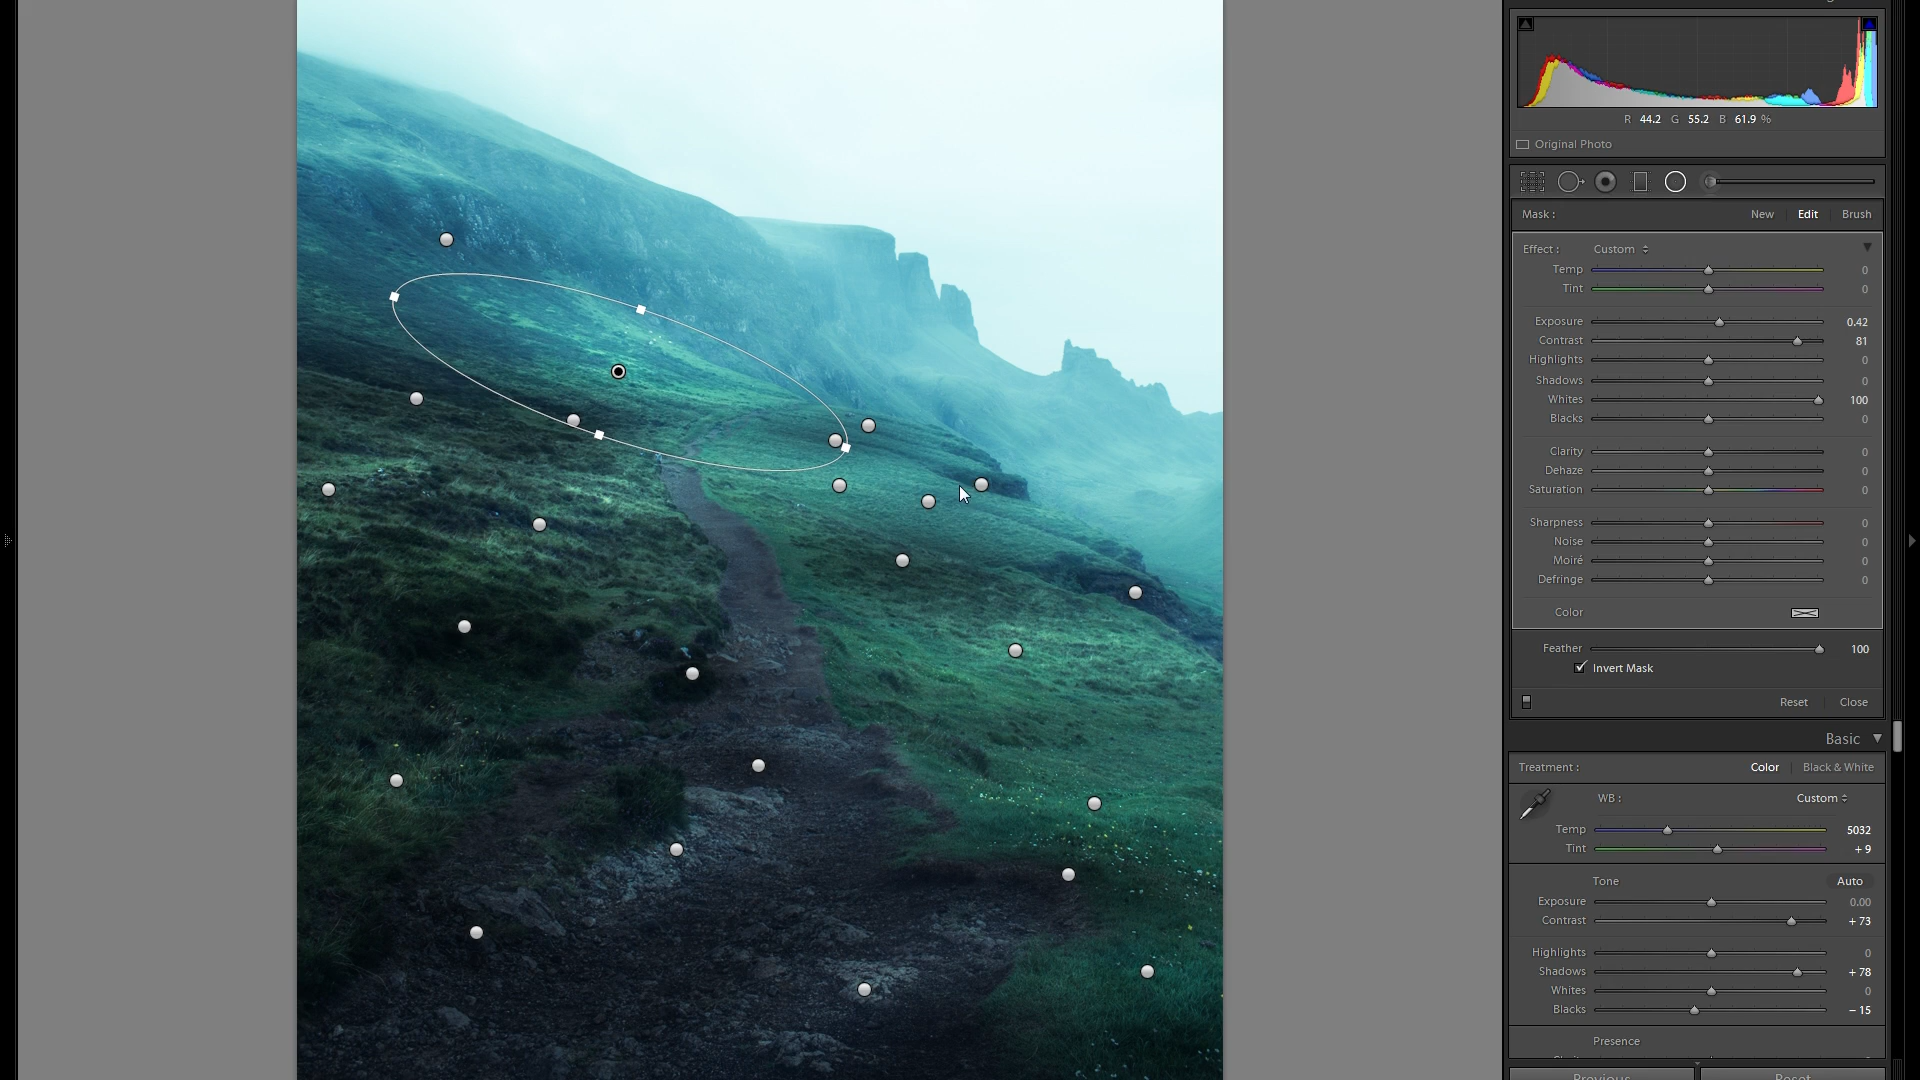 R 44.2 G 55.2 B 61.9 %
Original Photo
Mask : New Edit Brush
Effect : Custom
Temp 0
Tint 0
Exposure 0.42
Contrast 81
Highlights 0
Shadows 0
Whites 100
Blacks 0
Clarity 0
Dehaze 0
Saturation 0
Sharpness 0
Noise 0
Moiré 0
Defringe 0
Color
Feather 100
Invert Mask
Reset Close
Basic
Treatment : Color Black & White
WB : Custom
Temp 5032
Tint + 9
Tone Auto
Exposure 0.00
Contrast + 73
Highlights 0
Shadows + 78
Whites 0
Blacks – 15
Presence
Previous Reset